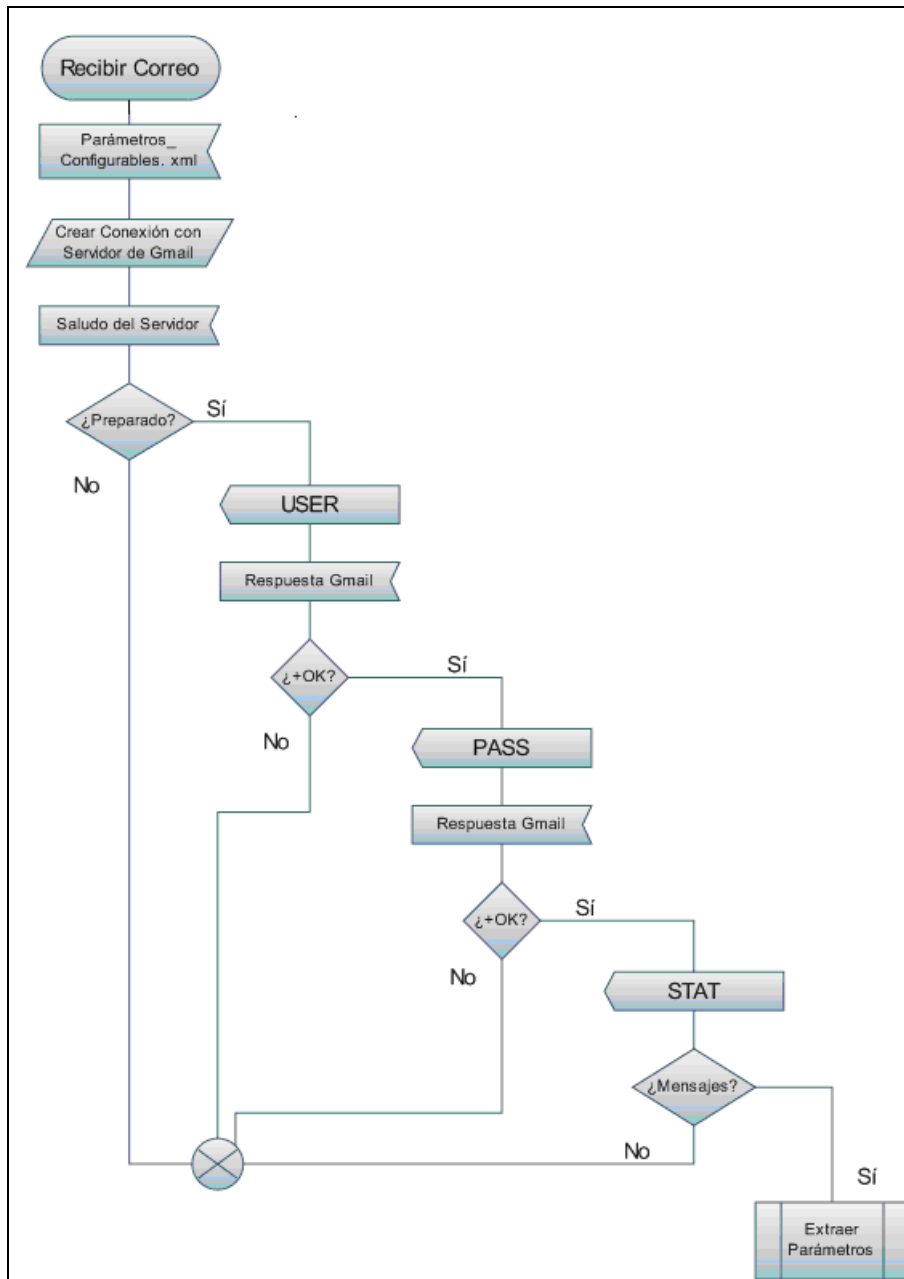 Recibir Correo
Parámetros_
Configurables. xml
Crear Conexión con
Servidor de Gmail
Saludo del Servidor
¿Preparado?
Sí
No
USER
Respuesta Gmail
¿+OK?
Sí
No
PASS
Respuesta Gmail
¿+OK?
Sí
No
STAT
¿Mensajes?
No
Sí
Extraer
Parámetros